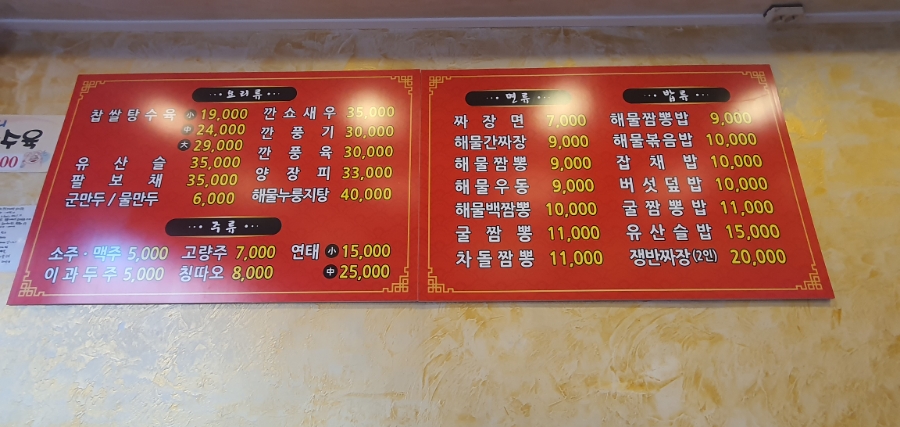 요리류
찹쌀탕수육 小 19,000
中 24,000
大 29,000
유산슬 35,000
팔보채 35,000
군만두 / 물만두 6,000
깐쇼새우 35,000
깐풍기 30,000
깐풍육 30,000
양장피 33,000
해물누룽지탕 40,000
주류
소주 · 맥주 5,000 고량주 7,000 연태 小 15,000
이과두주 5,000 칭따오 8,000 中 25,000
면류
짜장면 7,000
해물간짜장 9,000
해물짬뽕 9,000
해물우동 9,000
해물백짬뽕 10,000
굴짬뽕 11,000
차돌짬뽕 11,000
밥류
해물짬뽕밥 9,000
해물볶음밥 10,000
잡채밥 10,000
버섯덮밥 10,000
굴짬뽕밥 11,000
유산슬밥 15,000
쟁반짜장(2인) 20,000